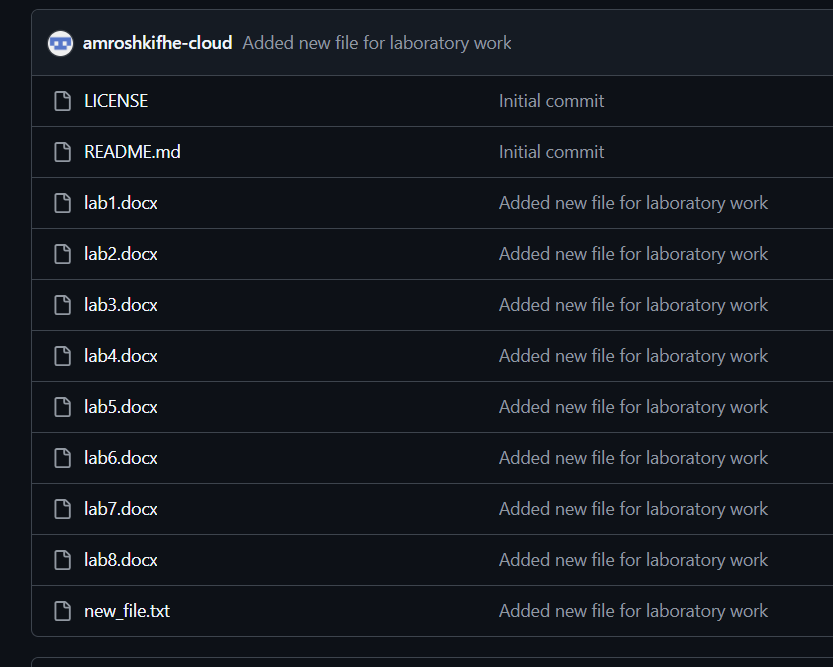 amroshkifhe-cloud Added new file for laboratory work
LICENSE Initial commit
README.md Initial commit
lab1.docx Added new file for laboratory work
lab2.docx Added new file for laboratory work
lab3.docx Added new file for laboratory work
lab4.docx Added new file for laboratory work
lab5.docx Added new file for laboratory work
lab6.docx Added new file for laboratory work
lab7.docx Added new file for laboratory work
lab8.docx Added new file for laboratory work
new_file.txt Added new file for laboratory work